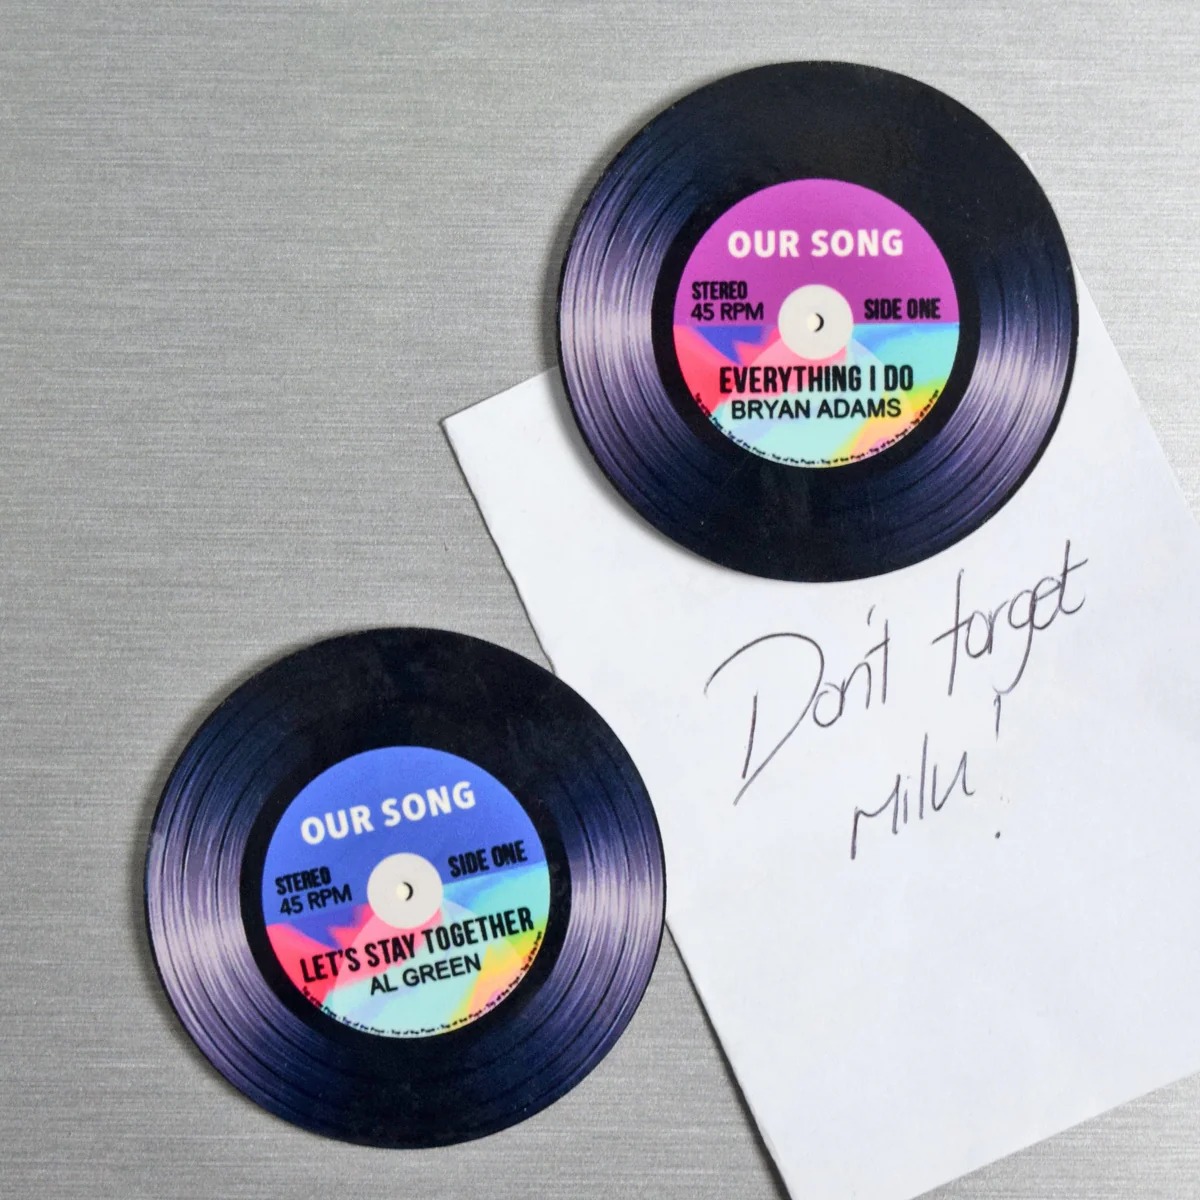 OUR SONG
STEREO
45 RPM
SIDE ONE
EVERYTHING I DO
BRYAN ADAMS
Don't forget
Milk!
OUR SONG
STEREO
45 RPM
SIDE ONE
LET'S STAY TOGETHER
AL GREEN